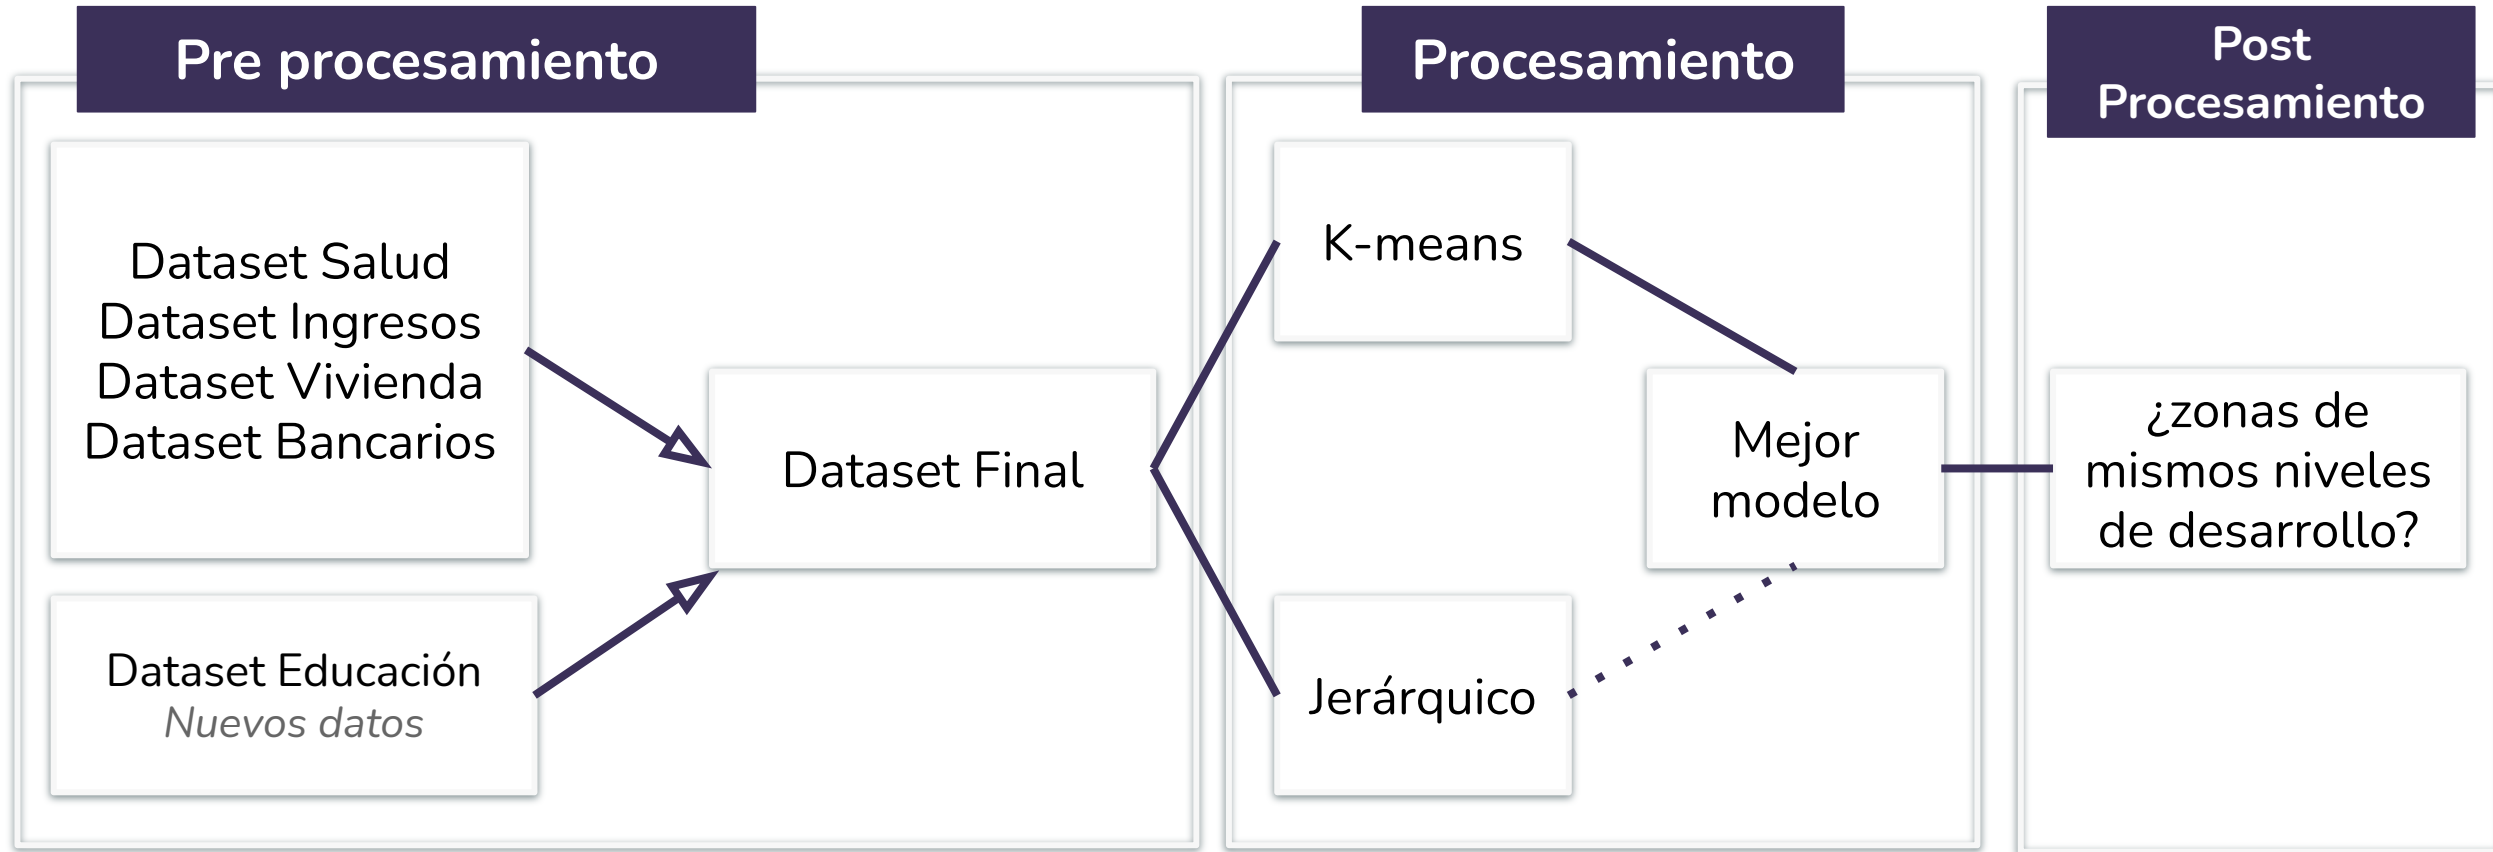 Pre procesamiento
Dataset Salud
Dataset Ingresos
Dataset Vivienda
Dataset Bancarios
Dataset Educación
Nuevos datos
Dataset Final
Procesamiento
K-means
Jerárquico
Mejor
modelo
Post
Procesamiento
¿zonas de
mismos niveles
de desarrollo?